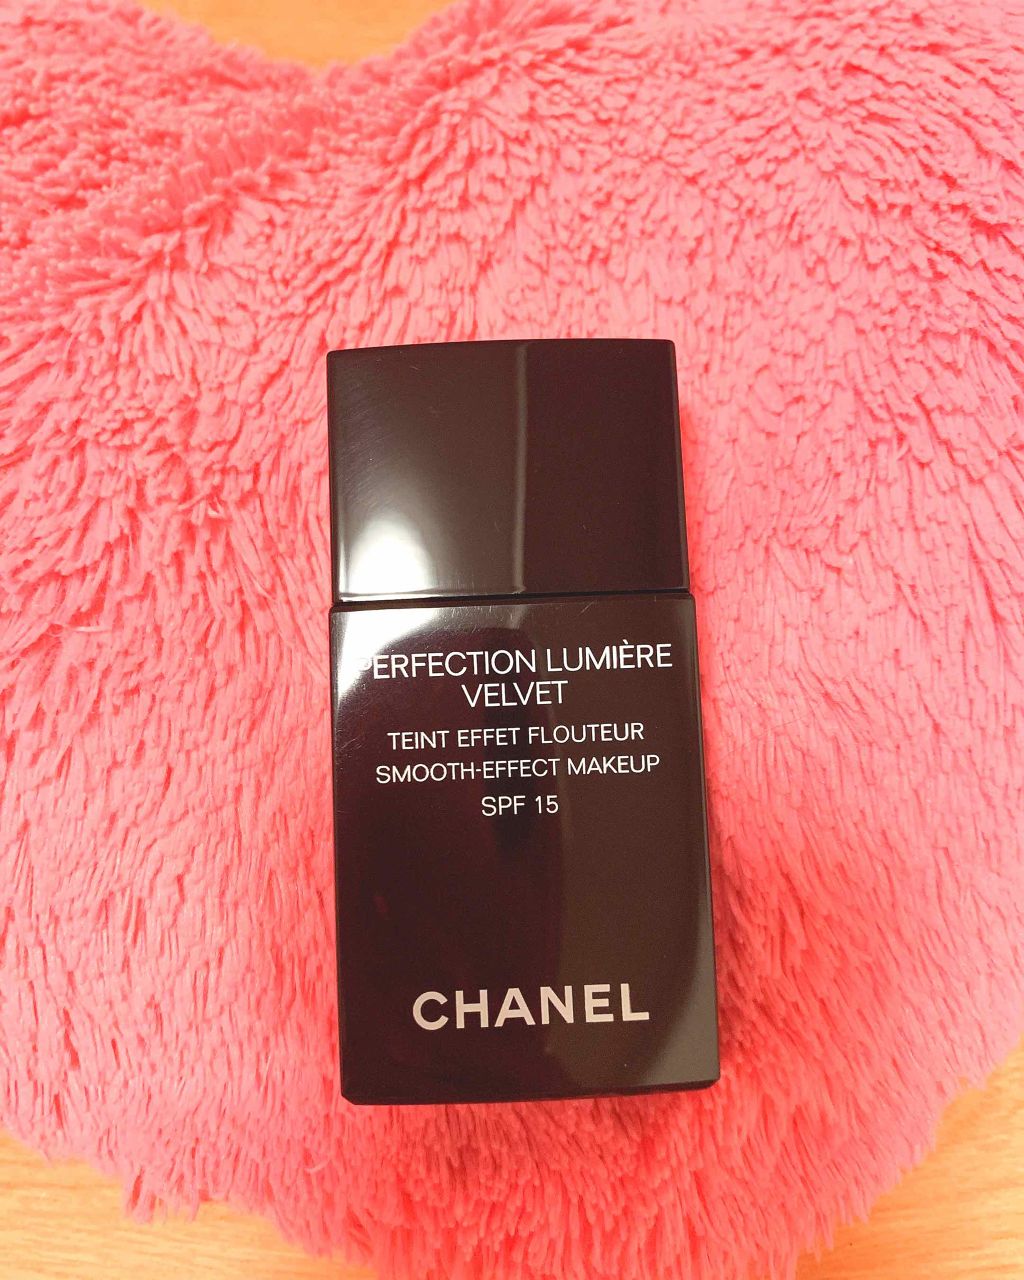 PERFECTION LUMIÈRE
VELVET
TEINT EFFET FLOUTEUR
SMOOTH-EFFECT MAKEUP
SPF 15
CHANEL